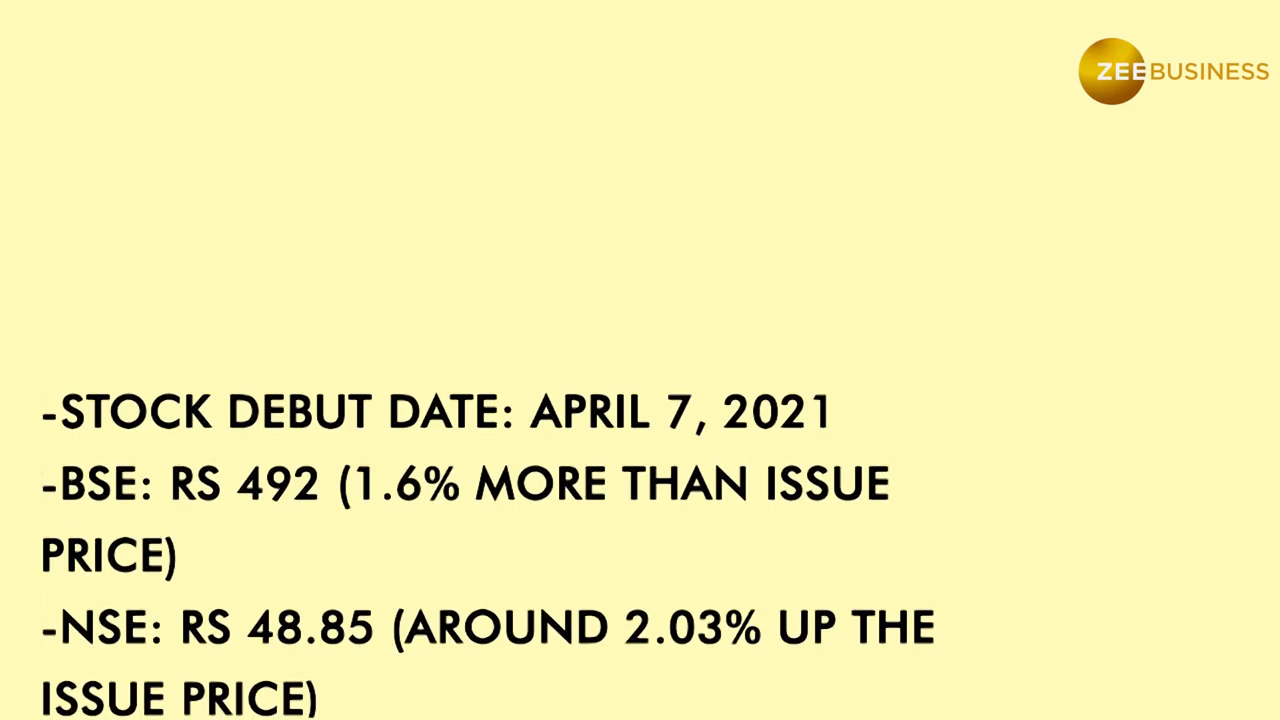 ZEEBUSINESS
-STOCK DEBUT DATE: APRIL 7, 2021
-BSE: RS 492 (1.6% MORE THAN ISSUE
PRICE)
-NSE: RS 48.85 (AROUND 2.03% UP THE
ISSUE PRICE)